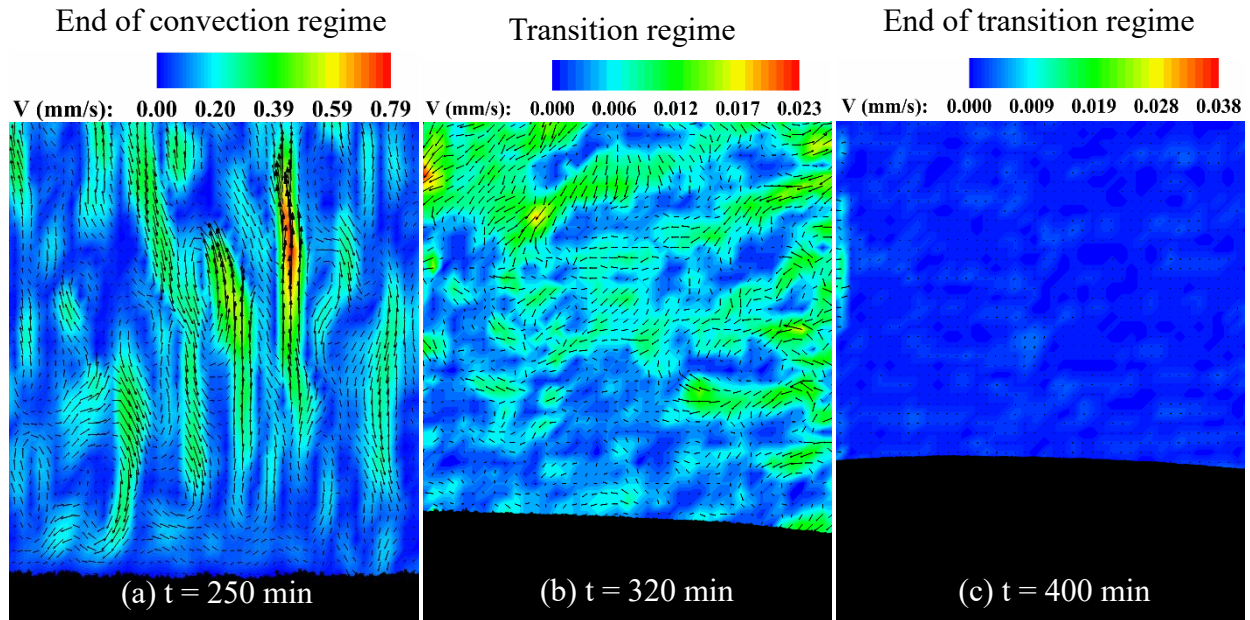 End of convection regime
V (mm/s): 0.00 0.20 0.39 0.59 0.79
(a) t = 250 min
Transition regime
V (mm/s): 0.000 0.006 0.012 0.017 0.023
(b) t = 320 min
End of transition regime
V (mm/s): 0.000 0.009 0.019 0.028 0.038
(c) t = 400 min